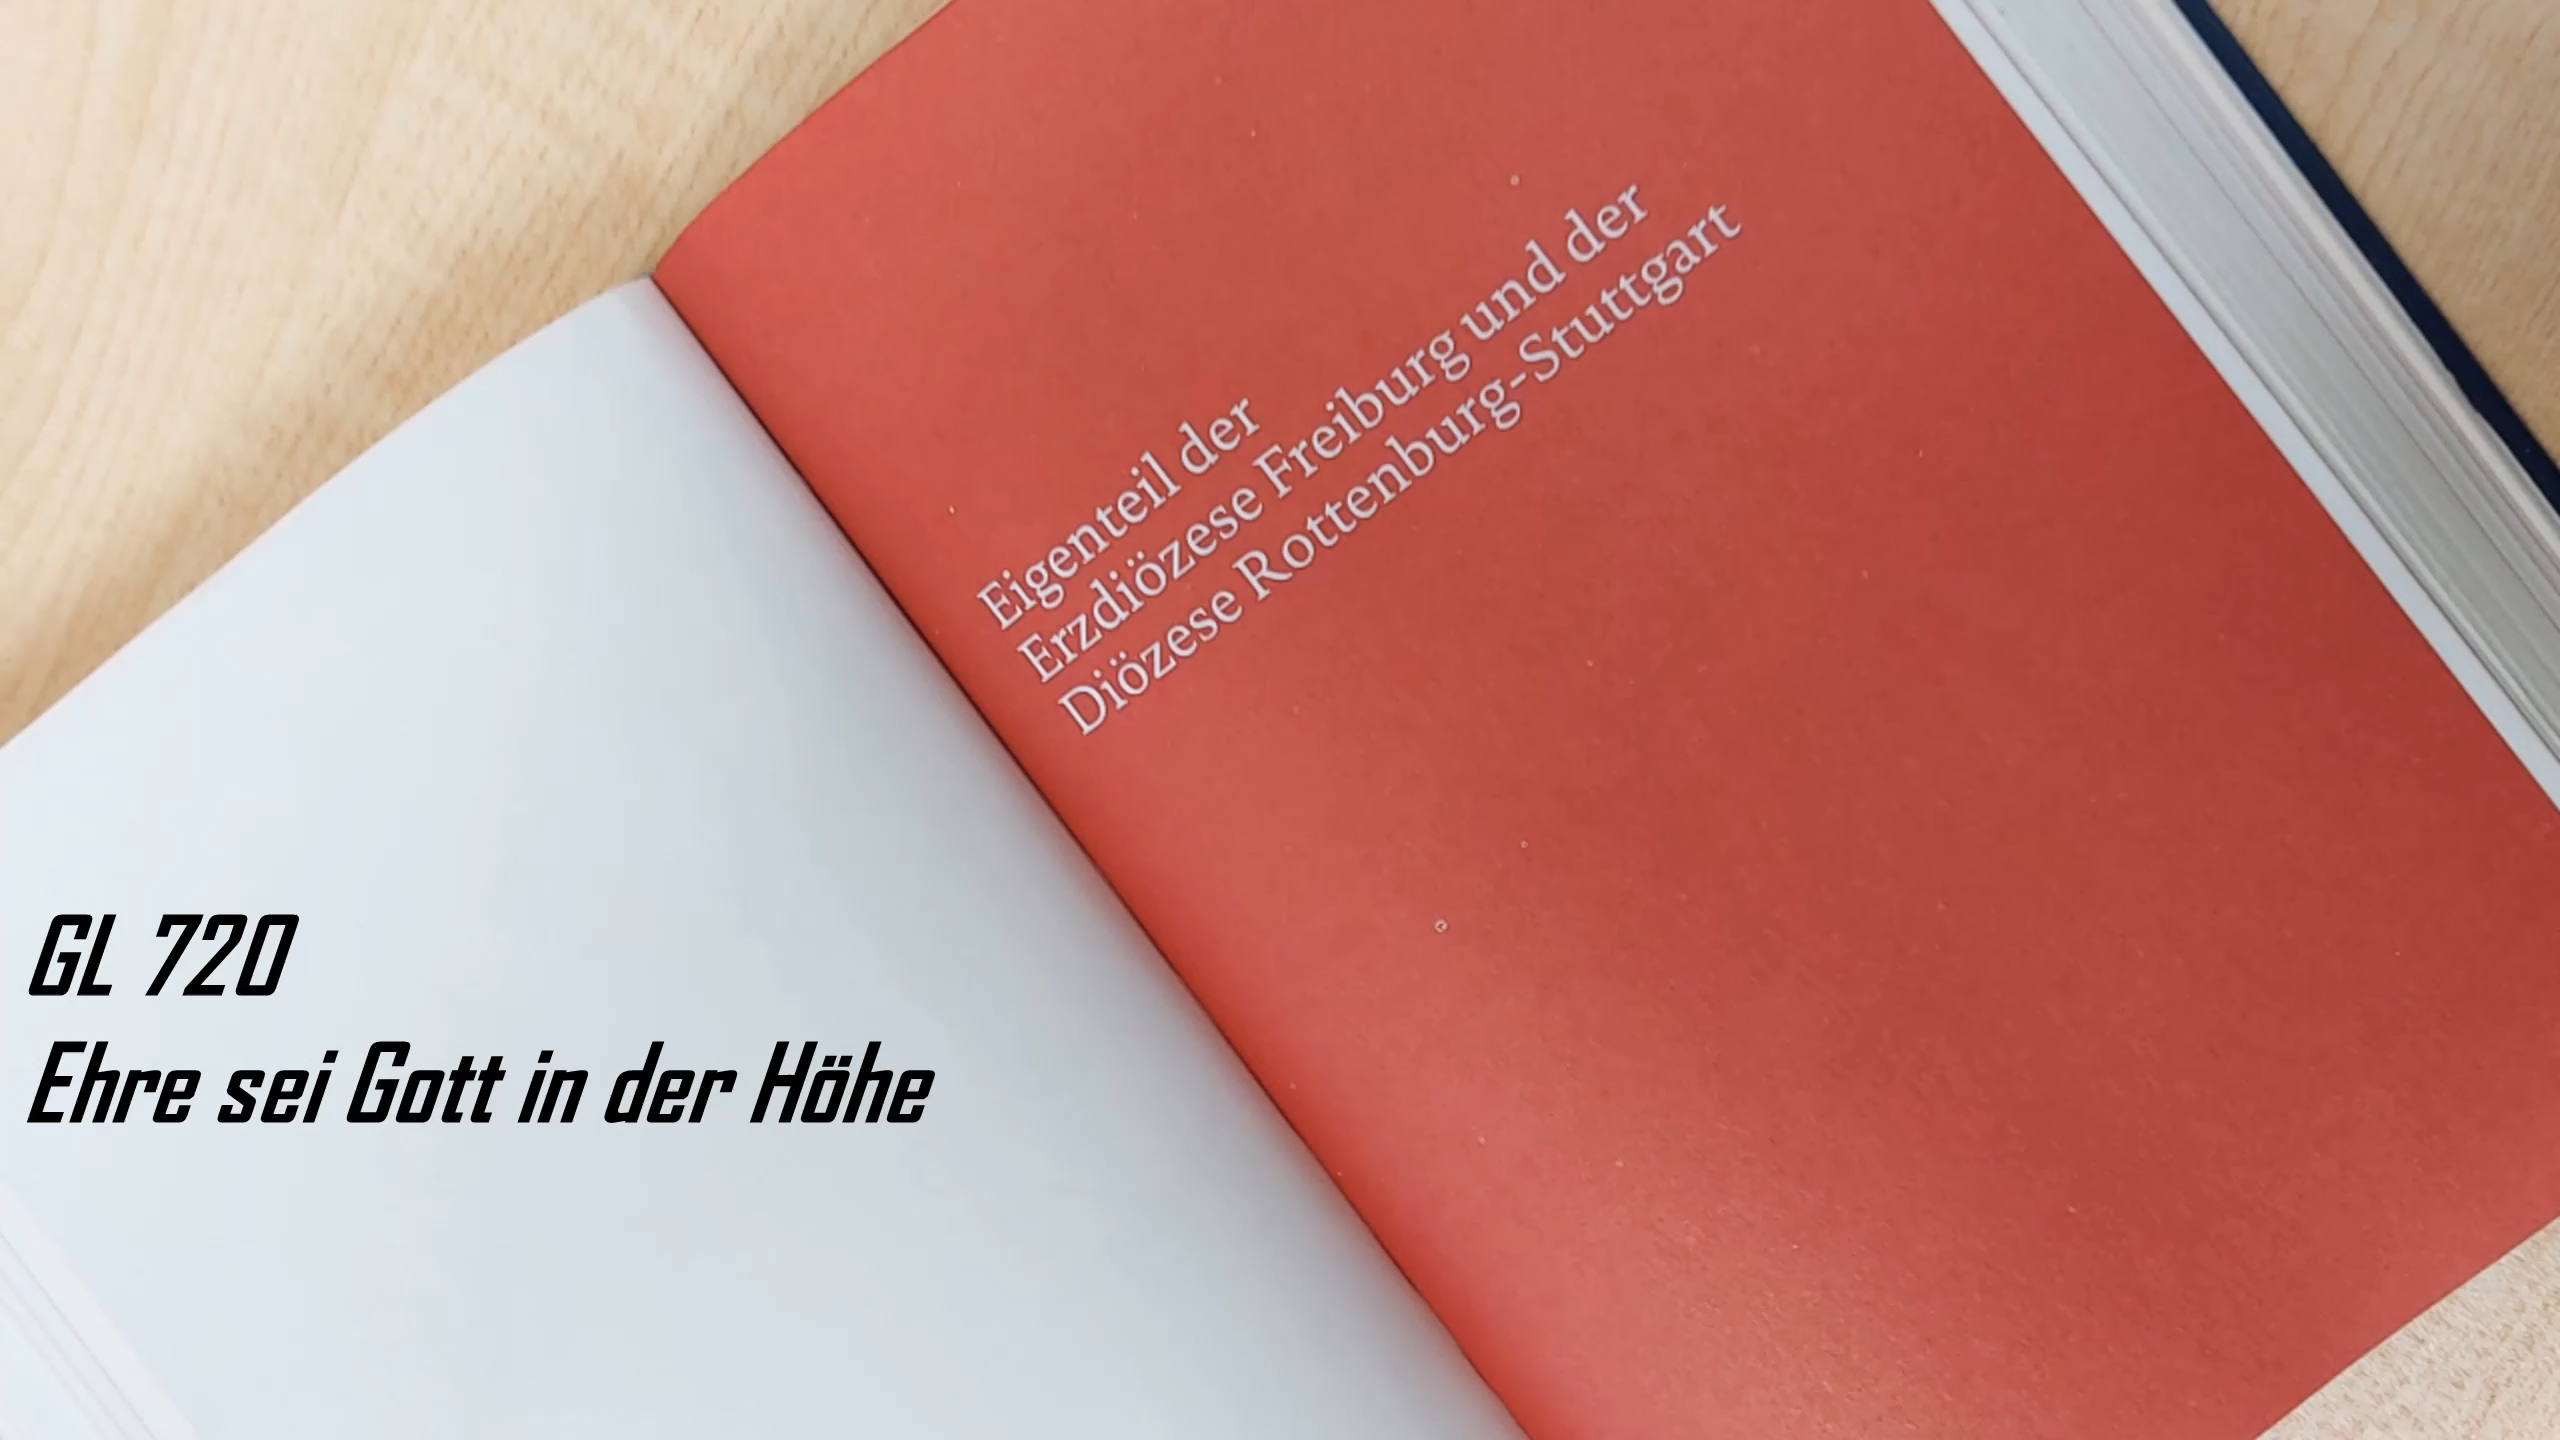 Eigenteil der
Erzdiözese Freiburg und der
Diözese Rottenburg-Stuttgart
GL 720
Ehre sei Gott in der Höhe